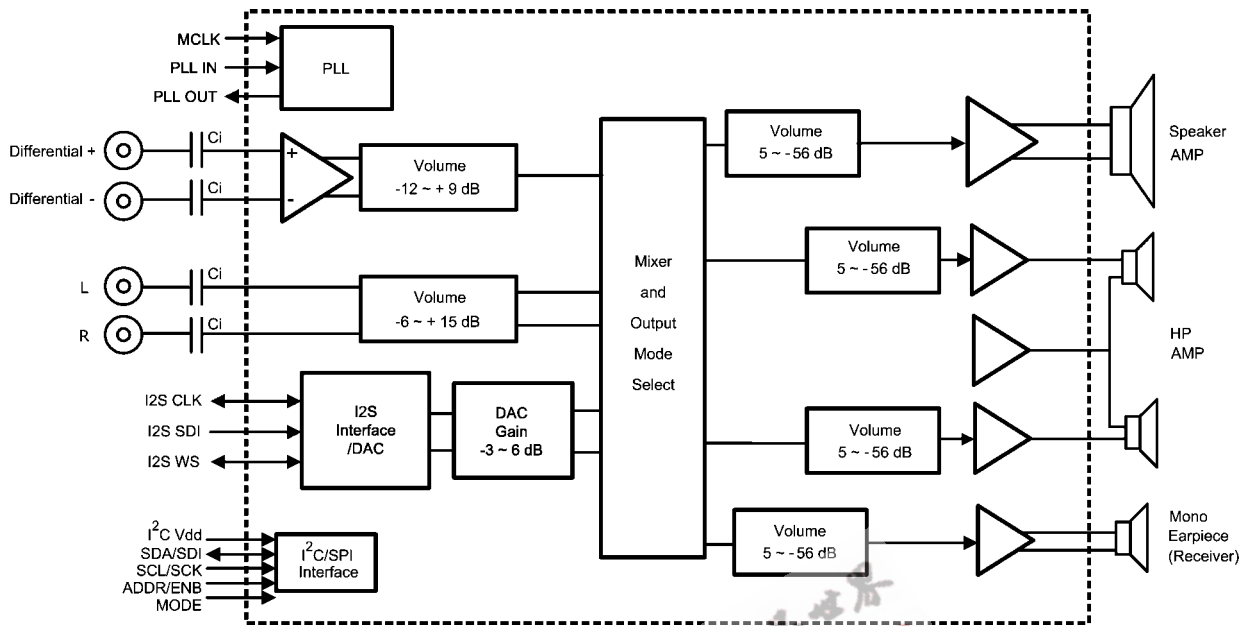 MCLK
PLL IN
PLL OUT
PLL
Differential +
Ci
Differential -
Ci
+
-
Volume
-12 ~ + 9 dB
L
Ci
R
Ci
Volume
-6 ~ + 15 dB
I2S CLK
I2S SDI
I2S WS
I2S
Interface
/DAC
DAC
Gain
-3 ~ 6 dB
I²C Vdd
SDA/SDI
SCL/SCK
ADDR/ENB
MODE
I²C/SPI
Interface
Mixer
and
Output
Mode
Select
Volume
5 ~ -56 dB
Speaker
AMP
Volume
5 ~ -56 dB
HP
AMP
Volume
5 ~ -56 dB
Volume
5 ~ -56 dB
Mono
Earpiece
(Receiver)